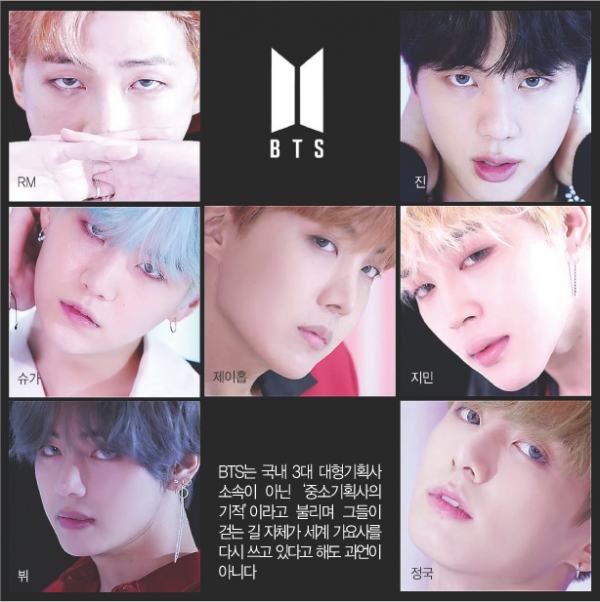 BTS
RM
진
슈가
제이홉
지민
BTS는 국내 3대 대형기획사
소속이 아닌 '중소기획사의
기적'이라고 불리며 그들이
걷는 길 자체가 세계 가요사를
다시 쓰고 있다고 해도 과언이
아니다
뷔
정국